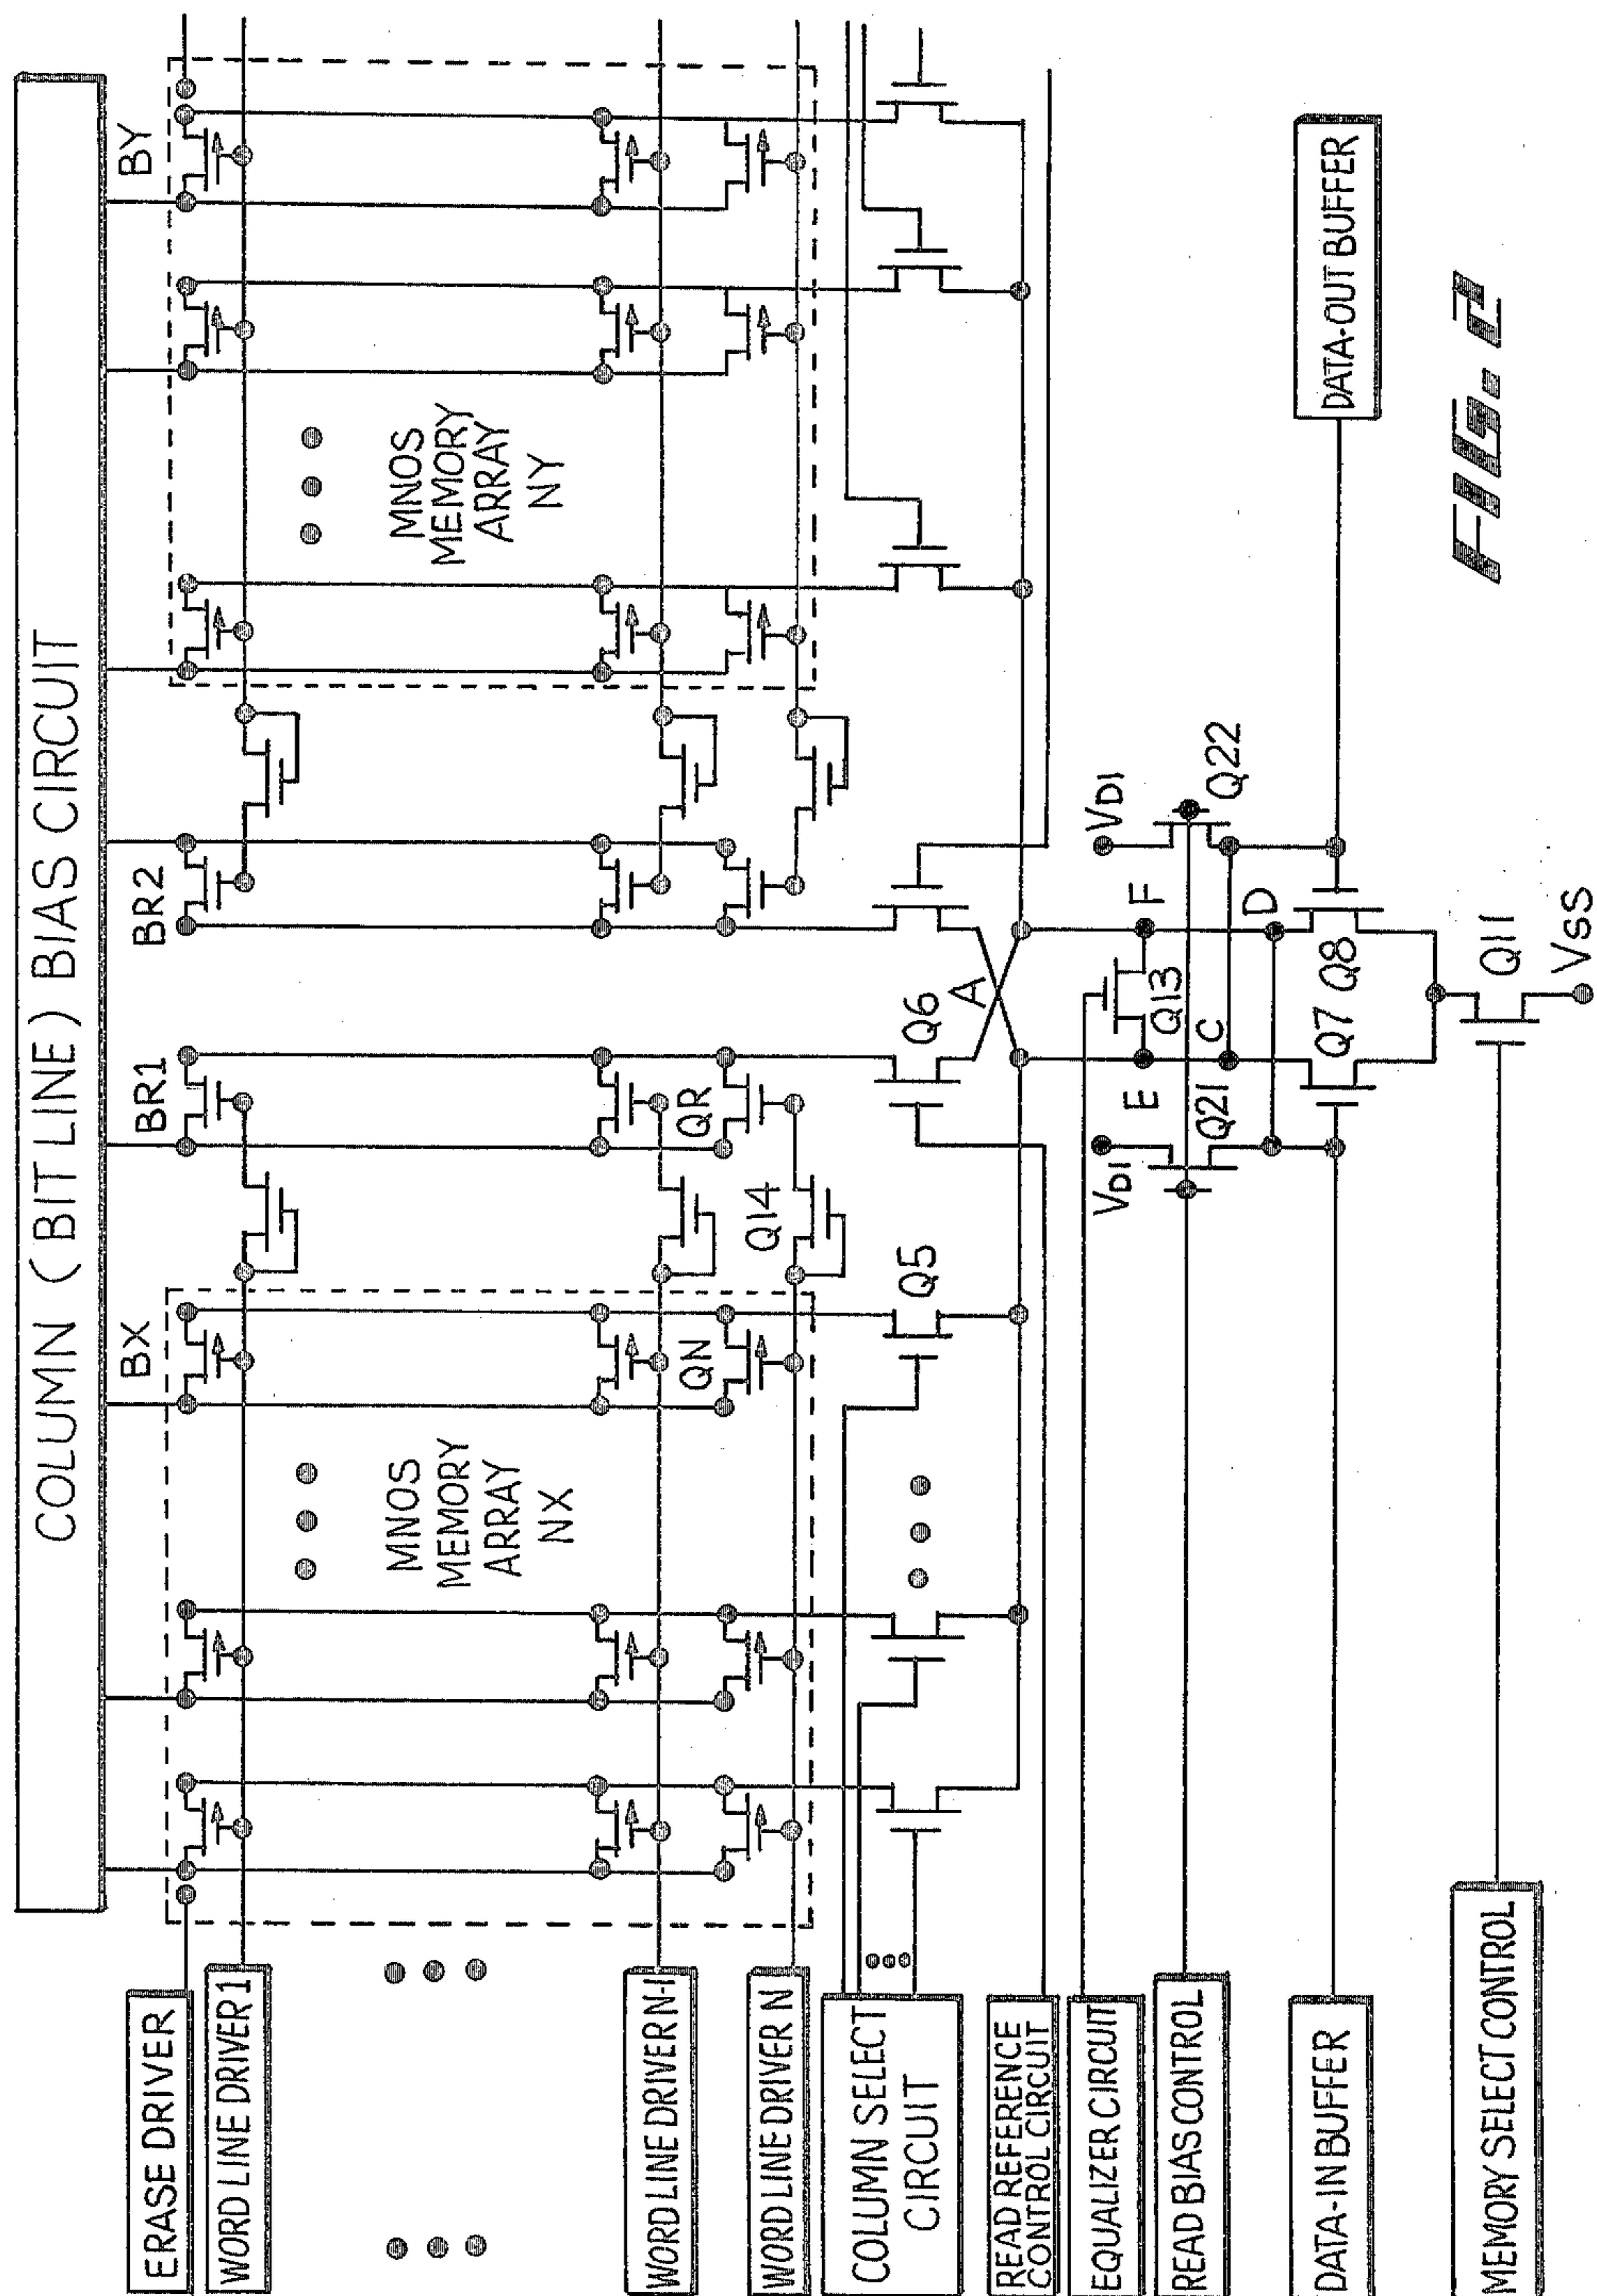 COLUMN (BIT LINE) BIAS CIRCUIT
BX
BR1
BR2
BY
ERASE DRIVER
WORD LINE DRIVER 1
MNOS
MEMORY
ARRAY
NX
MNOS
MEMORY
ARRAY
NY
WORD LINE DRIVER N-1
QN
QR
WORD LINE DRIVER N
Q14
COLUMN SELECT
CIRCUIT
Q5
Q6
A
READ REFERENCE
CONTROL CIRCUIT
EQUALIZER CIRCUIT
VD1
E
Q13
F
VD1
READ BIAS CONTROL
Q21
C
Q22
D
DATA-IN BUFFER
Q7
Q8
DATA-OUT BUFFER
MEMORY SELECT CONTROL
Q11
VSS
FIG. 2